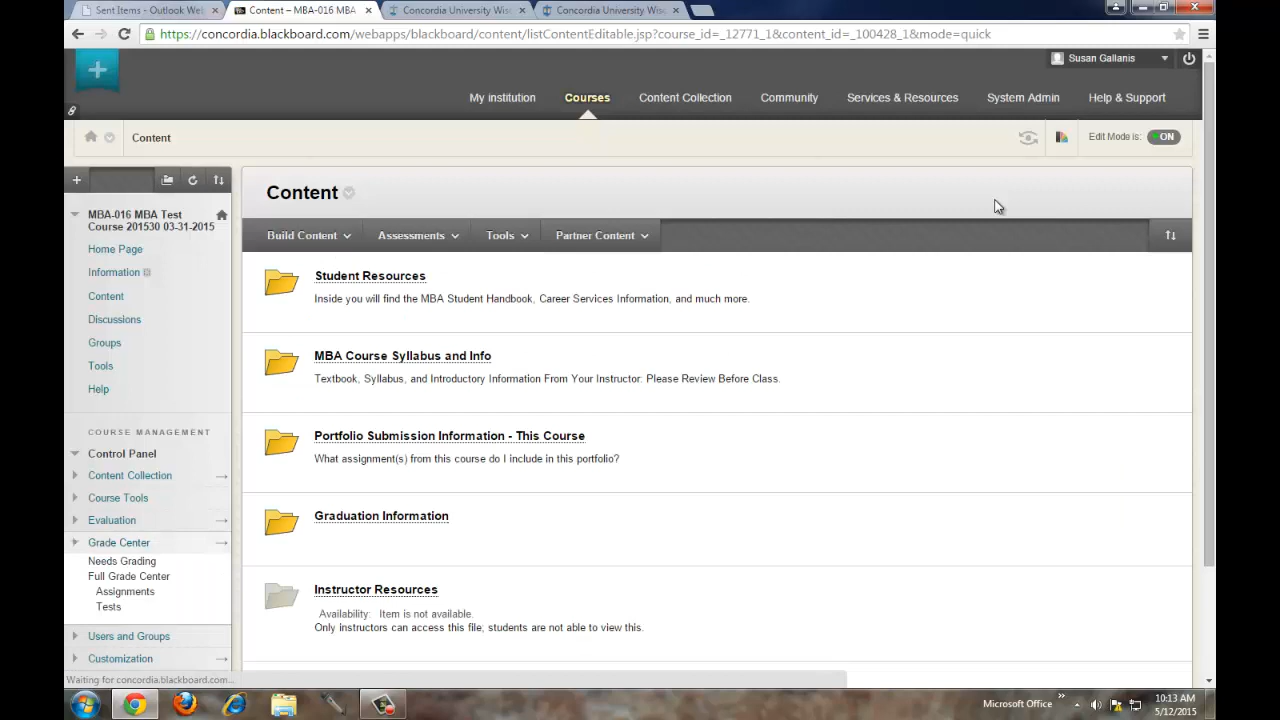 Sent Items - Outlook Wel
Content – MBA-016 MBA
Concordia University Wisc
Concordia University Wisc
https://concordia.blackboard.com/webapps/blackboard/content/listContentEditable.jsp?course_id=_12771_1&content_id=_100428_1&mode=quick
Susan Gallanis
My institution
Courses
Content Collection
Community
Services & Resources
System Admin
Help & Support
Content
Edit Mode is: ON
Content
MBA-016 MBA Test
Course 201530 03-31-2015
Home Page
Information
Content
Discussions
Groups
Tools
Help
COURSE MANAGEMENT
Control Panel
Content Collection
Course Tools
Evaluation
Grade Center
Needs Grading
Full Grade Center
Assignments
Tests
Users and Groups
Customization
Build Content
Assessments
Tools
Partner Content
Student Resources
Inside you will find the MBA Student Handbook, Career Services Information, and much more.
MBA Course Syllabus and Info
Textbook, Syllabus, and Introductory Information From Your Instructor: Please Review Before Class.
Portfolio Submission Information - This Course
What assignment(s) from this course do I include in this portfolio?
Graduation Information
Instructor Resources
Availability: Item is not available.
Only instructors can access this file; students are not able to view this.
Waiting for concordia.blackboard.com...
Microsoft Office
10:13 AM
5/12/2015